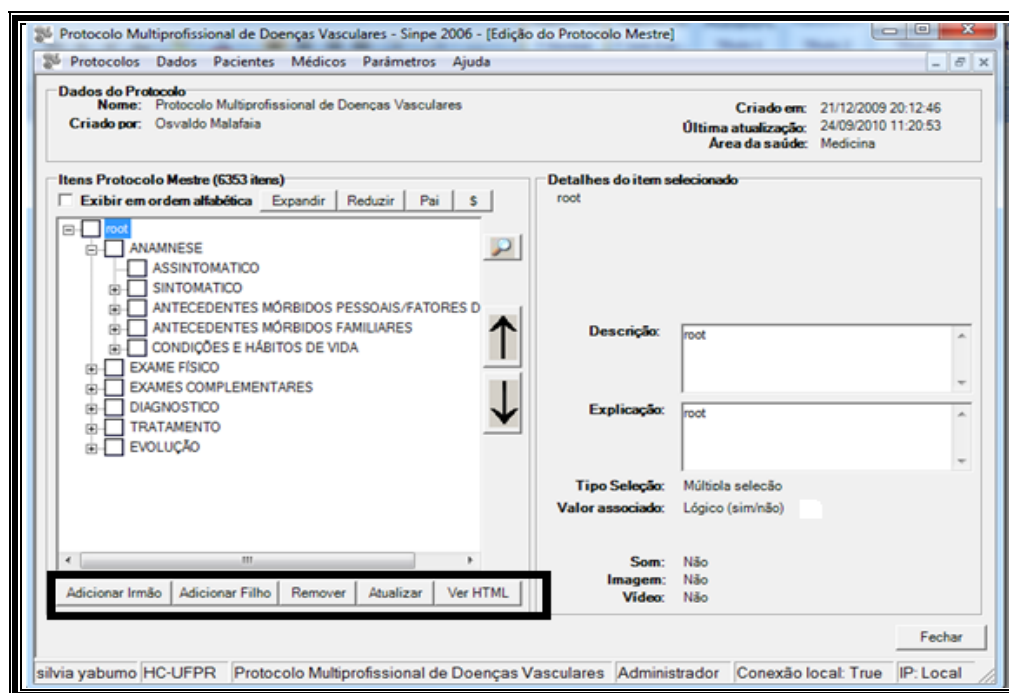 Protocolo Multiprofissional de Doenças Vasculares - Sinpe 2006 - [Edição do Protocolo Mestre]
Protocolos Dados Pacientes Médicos Parâmetros Ajuda
Dados do Protocolo
Nome: Protocolo Multiprofissional de Doenças Vasculares
Criado por: Osvaldo Malafaia
Criado em: 21/12/2009 20:12:46
Última atualização: 24/09/2010 11:20:53
Área da saúde: Medicina
Itens Protocolo Mestre (6353 itens)
Exibir em ordem alfabética Expandir Reduzir Pai $
root
ANAMNESE
ASSINTOMATICO
SINTOMATICO
ANTECEDENTES MÓRBIDOS PESSOAIS/FATORES D
ANTECEDENTES MÓRBIDOS FAMILIARES
CONDIÇÕES E HÁBITOS DE VIDA
EXAME FÍSICO
EXAMES COMPLEMENTARES
DIAGNOSTICO
TRATAMENTO
EVOLUÇÃO
Adicionar Irmão Adicionar Filho Remover Atualizar Ver HTML
Detalhes do item selecionado
root
Descrição: root
Explicação: root
Tipo Seleção: Múltipla selecão
Valor associado: Lógico (sim/não)
Som: Não
Imagem: Não
Vídeo: Não
Fechar
silvia yabumo HC-UFPR Protocolo Multiprofissional de Doenças Vasculares Administrador Conexão local: True IP: Local